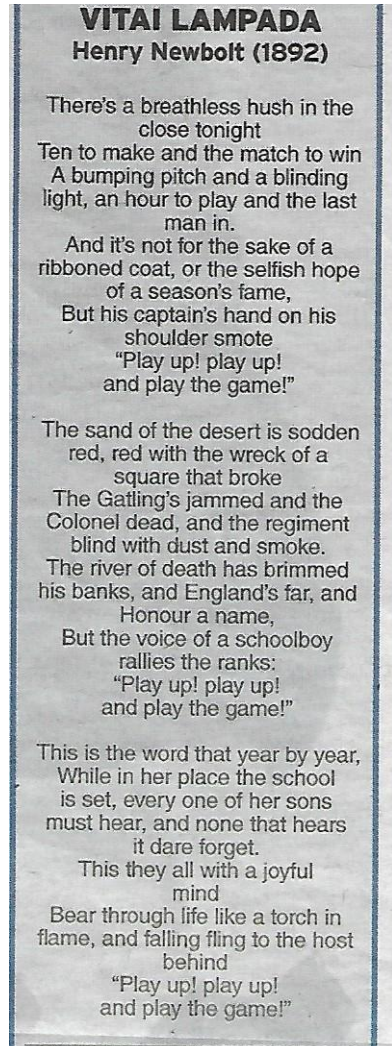 VITAI LAMPADA
Henry Newbolt (1892)
There's a breathless hush in the
close tonight
Ten to make and the match to win
A bumping pitch and a blinding
light, an hour to play and the last
man in.
And it's not for the sake of a
ribboned coat, or the selfish hope
of a season's fame,
But his captain's hand on his
shoulder smote
“Play up! play up!
and play the game!”
The sand of the desert is sodden
red, red with the wreck of a
square that broke
The Gatling's jammed and the
Colonel dead, and the regiment
blind with dust and smoke.
The river of death has brimmed
his banks, and England's far, and
Honour a name,
But the voice of a schoolboy
rallies the ranks:
“Play up! play up!
and play the game!”
This is the word that year by year,
While in her place the school
is set, every one of her sons
must hear, and none that hears
it dare forget.
This they all with a joyful
mind
Bear through life like a torch in
flame, and falling fling to the host
behind
“Play up! play up!
and play the game!”